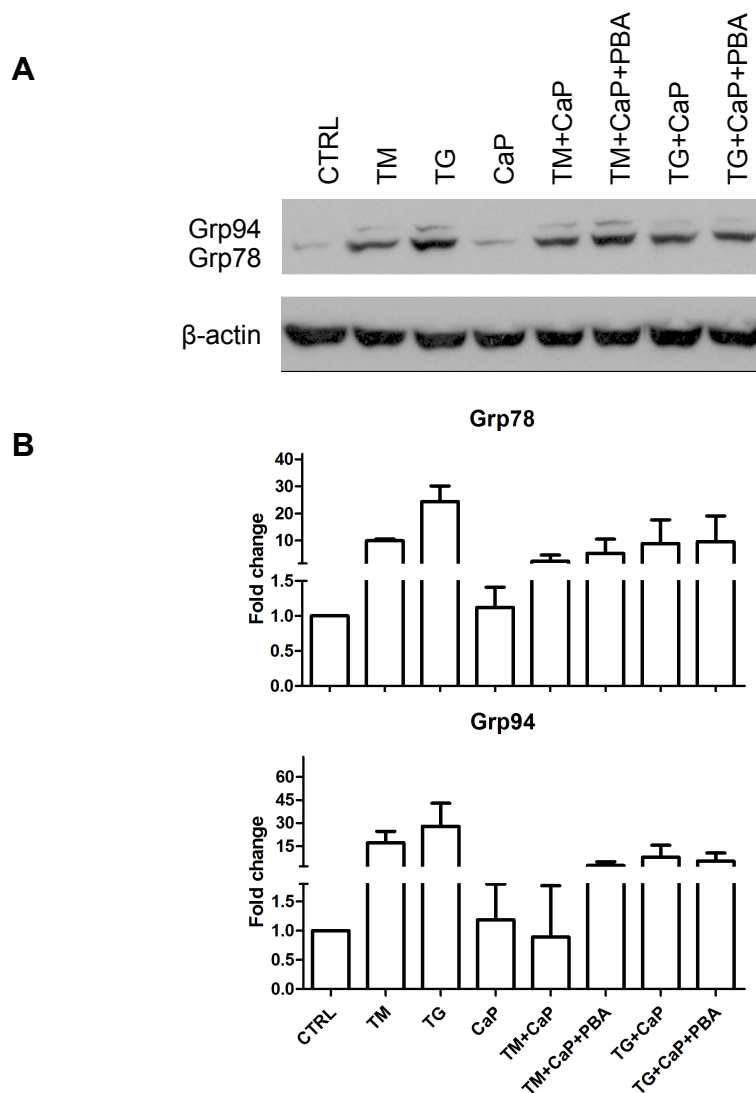 A
CTRL
TM
TG
CaP
TM+CaP
TM+CaP+PBA
TG+CaP
TG+CaP+PBA
Grp94
Grp78
β-actin
B
Grp78
Fold change
40
30
20
10
1.5
1.0
0.5
0.0
Grp94
Fold change
60
45
30
15
1.5
1.0
0.5
0.0
CTRL
TM
TG
CaP
TM+CaP
TM+CaP+PBA
TG+CaP
TG+CaP+PBA